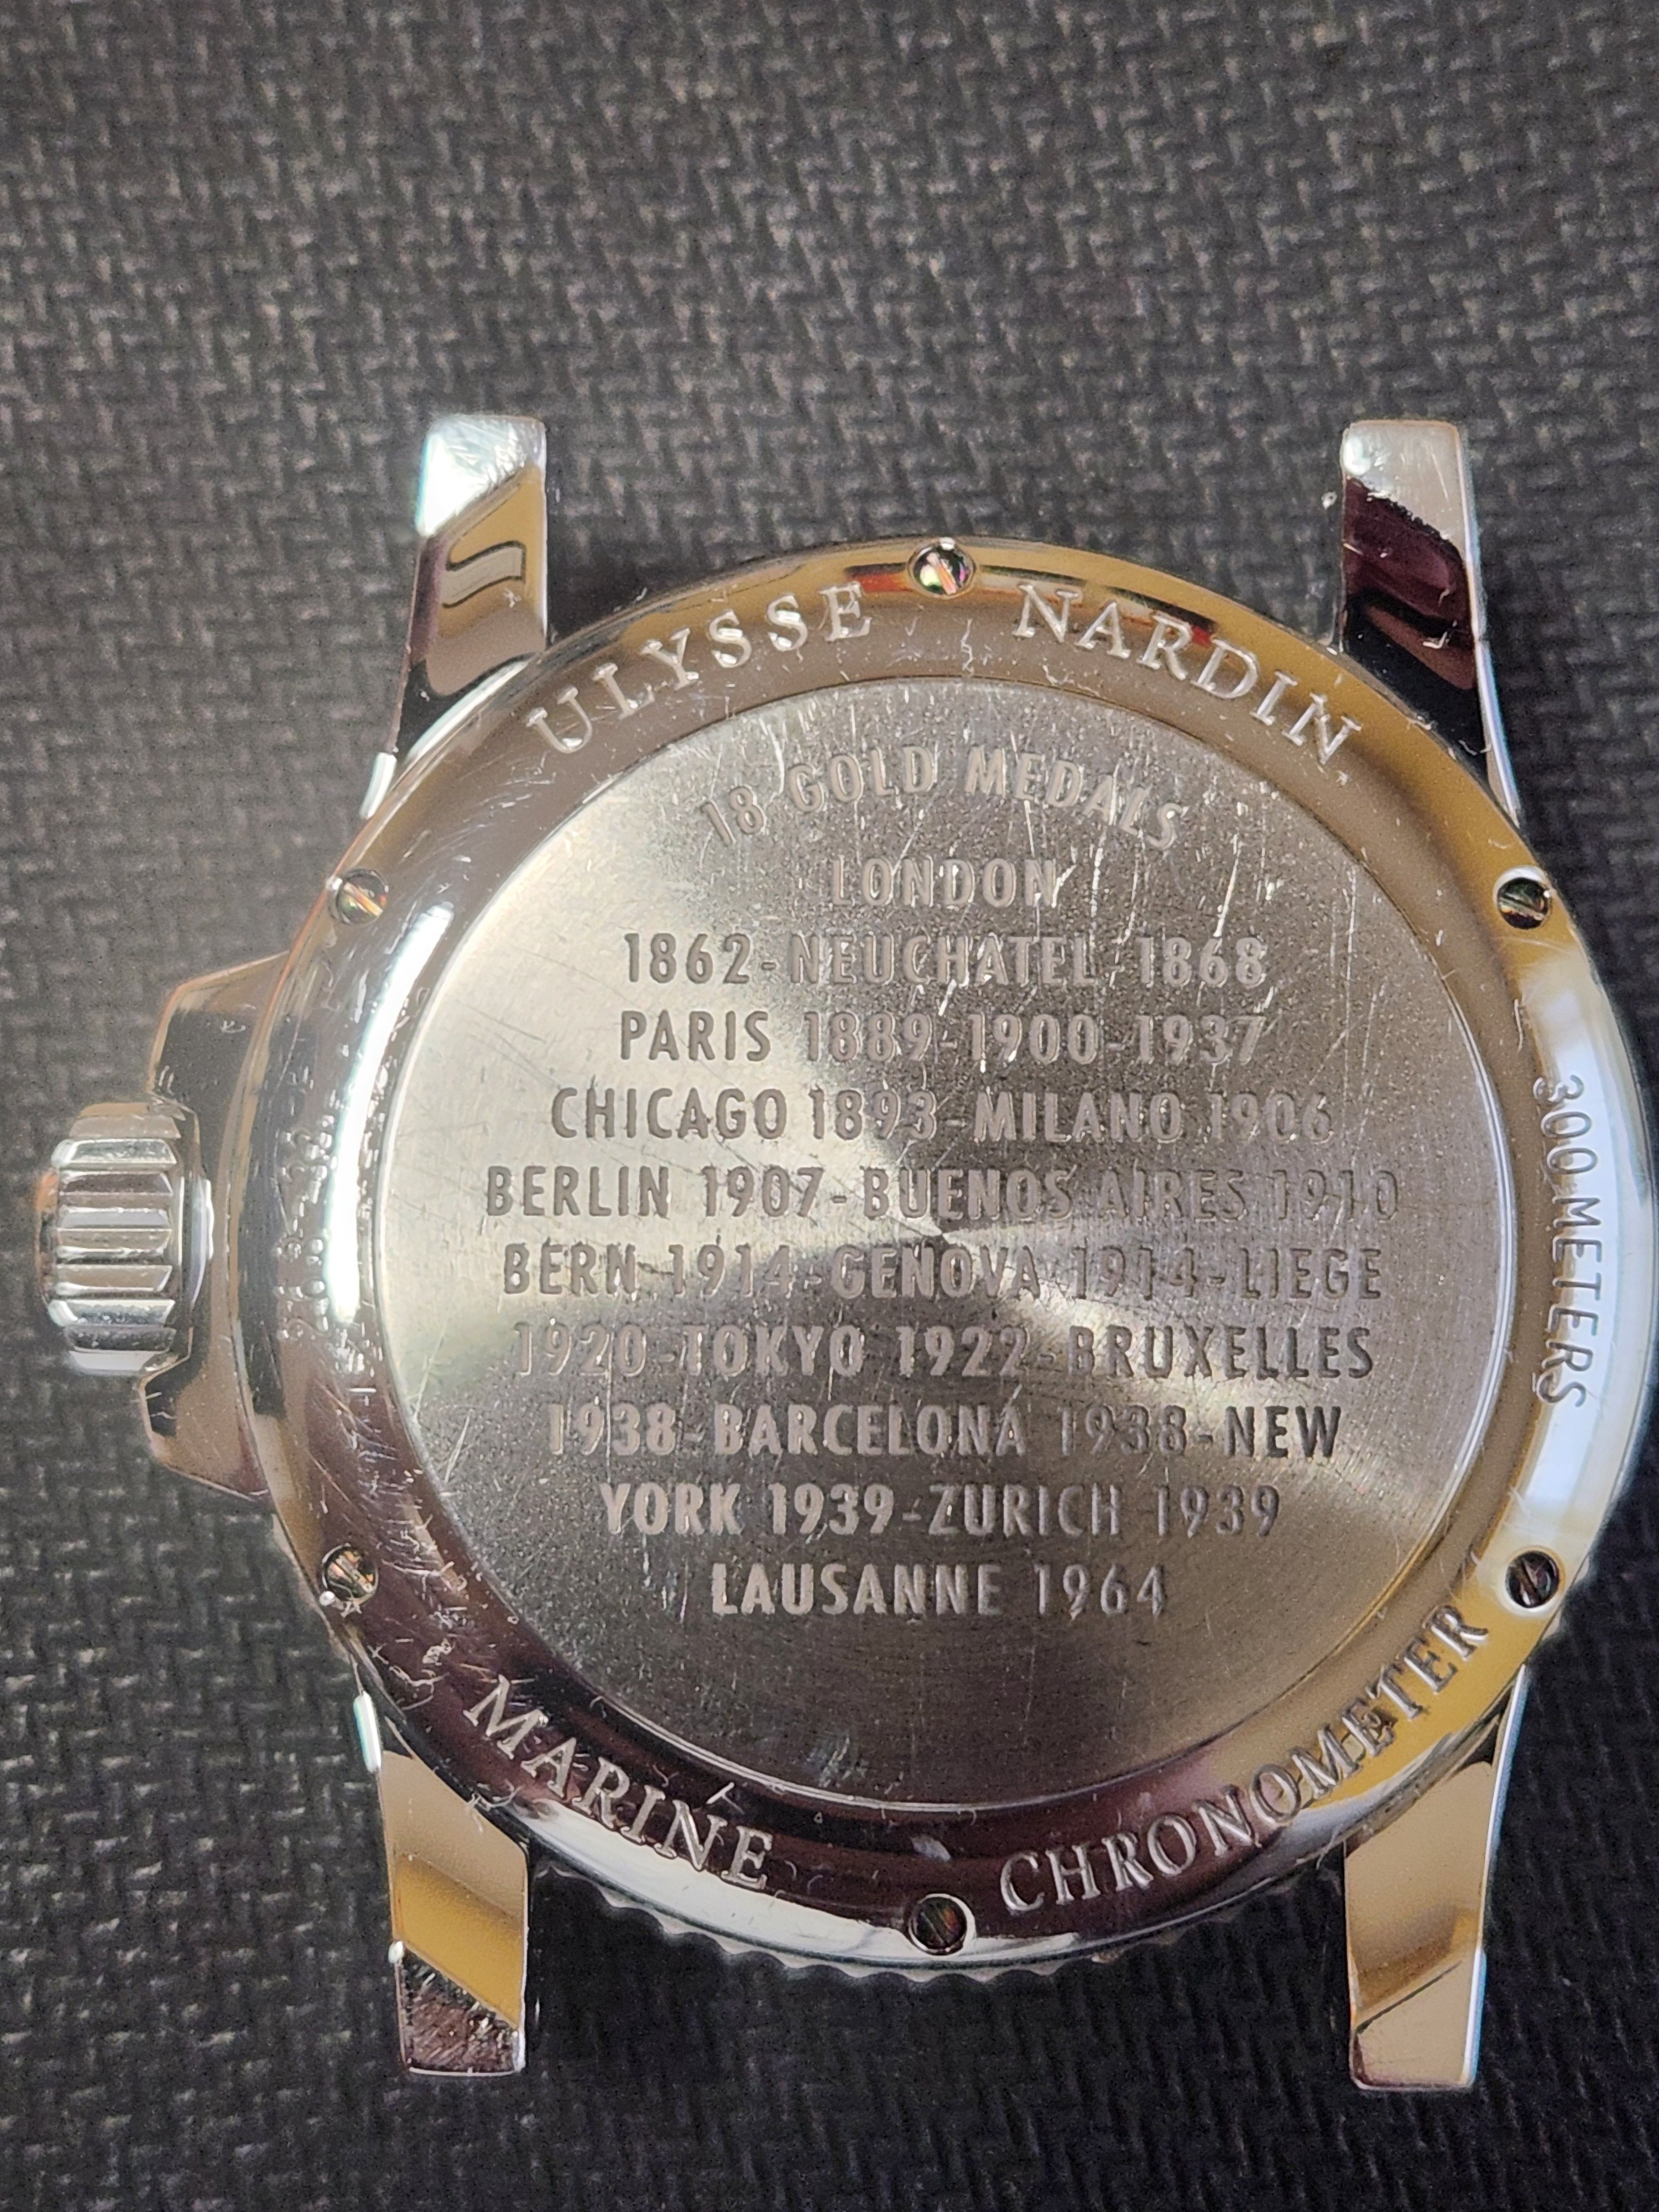 ULYSSE NARDIN
18 GOLD MEDALS
LONDON
1862-NEUCHATEL 1868
PARIS 1889-1900-1937
CHICAGO 1893-MILANO 1906
BERLIN 1907-BUENOS AIRES 1910
BERN 1914-GENOVA 1914-LIEGE
1920-TOKYO 1922-BRUXELLES
1938-BARCELONA 1938-NEW
YORK 1939-ZURICH 1939
LAUSANNE 1964
300 METERS
MARINE CHRONOMETER